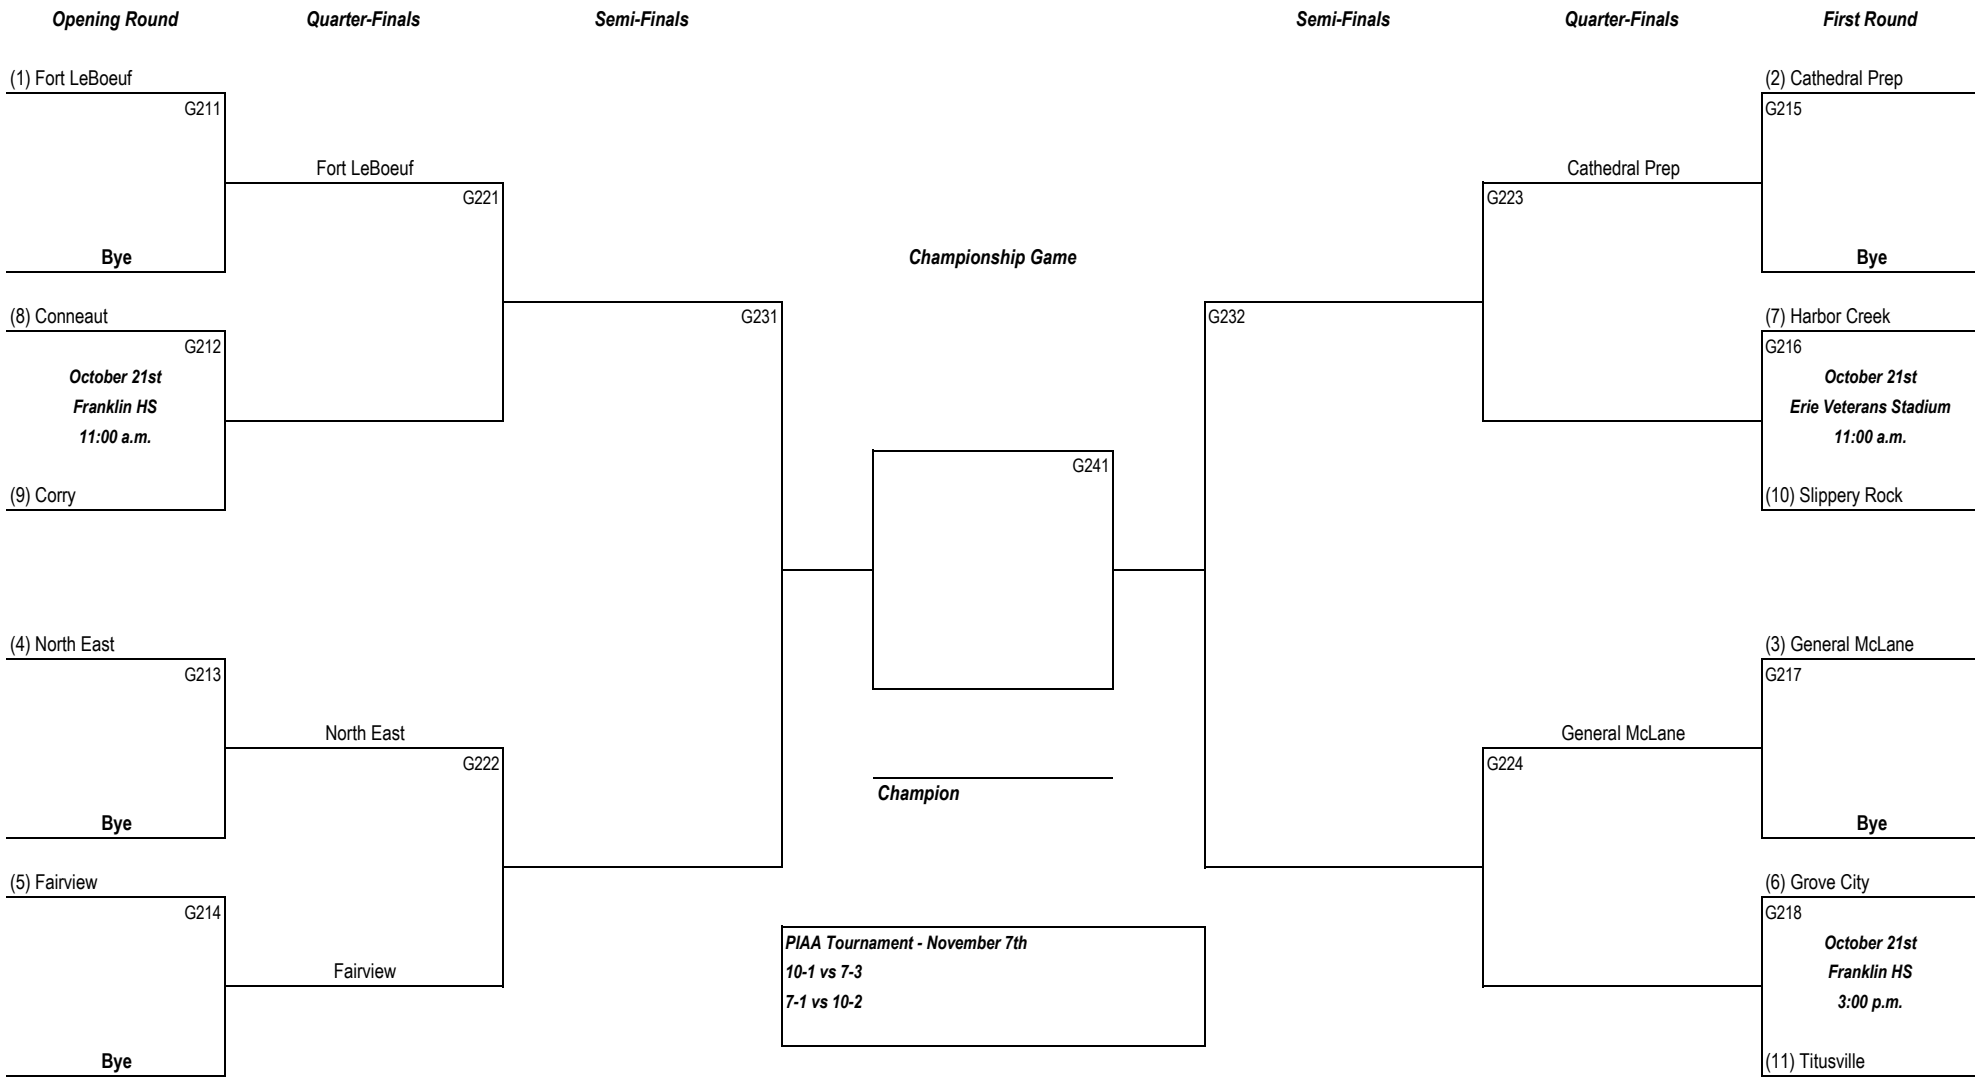 Opening Round
Quarter-Finals
Semi-Finals
Semi-Finals
Quarter-Finals
First Round
(1) Fort LeBoeuf
G211
Fort LeBoeuf
G221
Bye
(8) Conneaut
G212
October 21st
Franklin HS
11:00 a.m.
(9) Corry
G231
(4) North East
G213
North East
G222
Bye
(5) Fairview
G214
Fairview
Bye
Championship Game
G241
Champion
PIAA Tournament - November 7th
10-1 vs 7-3
7-1 vs 10-2
(2) Cathedral Prep
G215
Cathedral Prep
G223
Bye
G232
(7) Harbor Creek
G216
October 21st
Erie Veterans Stadium
11:00 a.m.
(10) Slippery Rock
(3) General McLane
G217
General McLane
G224
Bye
(6) Grove City
G218
October 21st
Franklin HS
3:00 p.m.
(11) Titusville